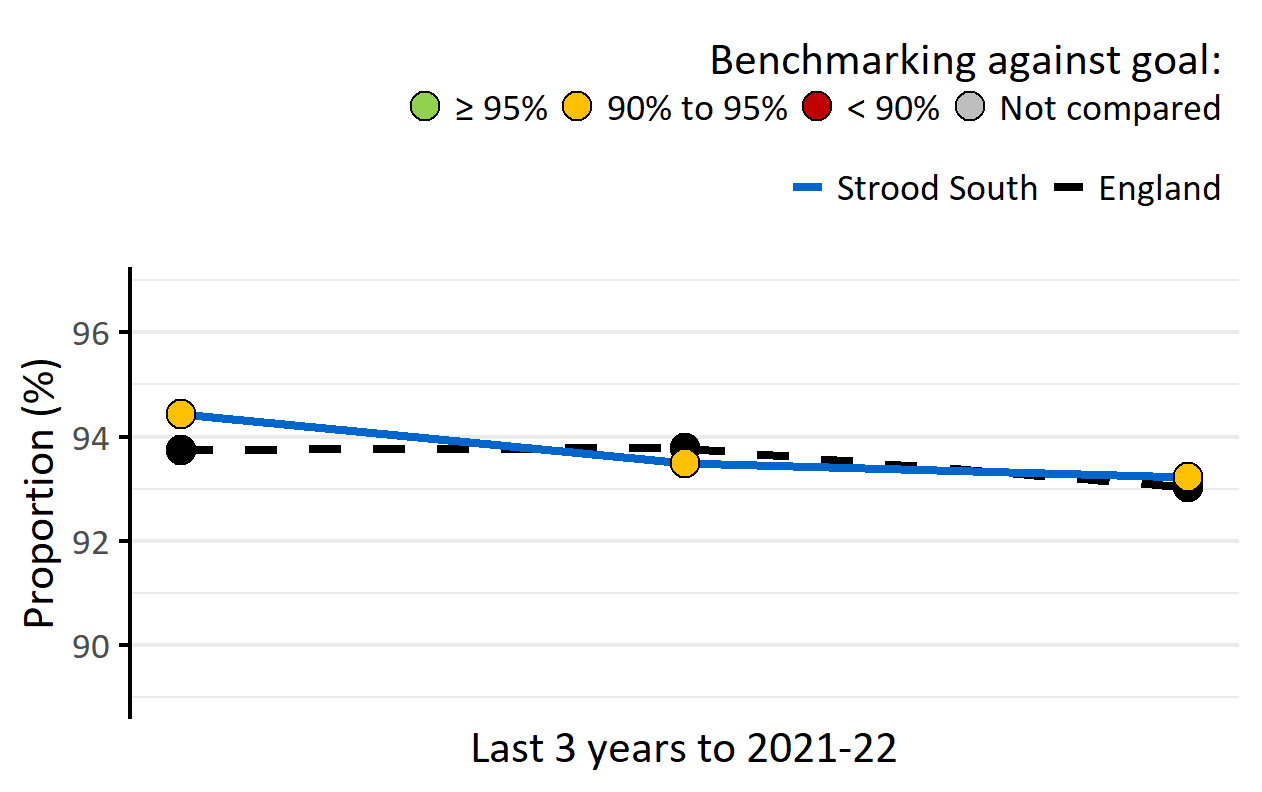 Benchmarking against goal:
≥ 95% 90% to 95% < 90% Not compared
Strood South England
Proportion (%)
96
94
92
90
Last 3 years to 2021-22